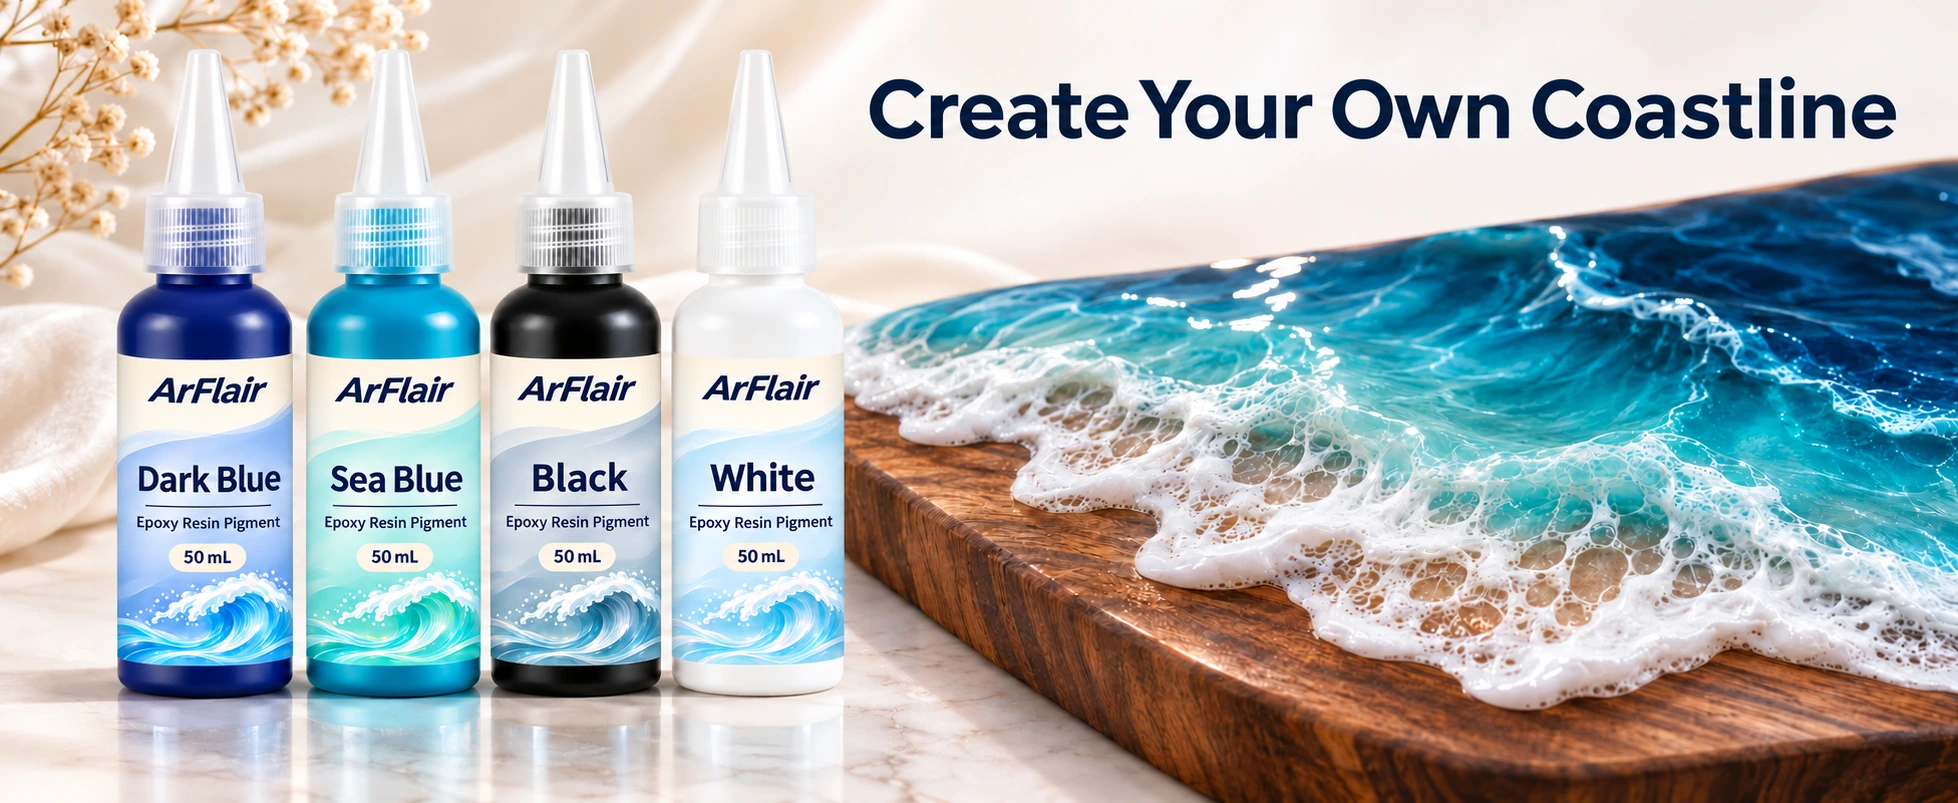 Create Your Own Coastline
ArFlair
Dark Blue
Epoxy Resin Pigment
50 mL
ArFlair
Sea Blue
Epoxy Resin Pigment
50 mL
ArFlair
Black
Epoxy Resin Pigment
50 mL
ArFlair
White
Epoxy Resin Pigment
50 mL